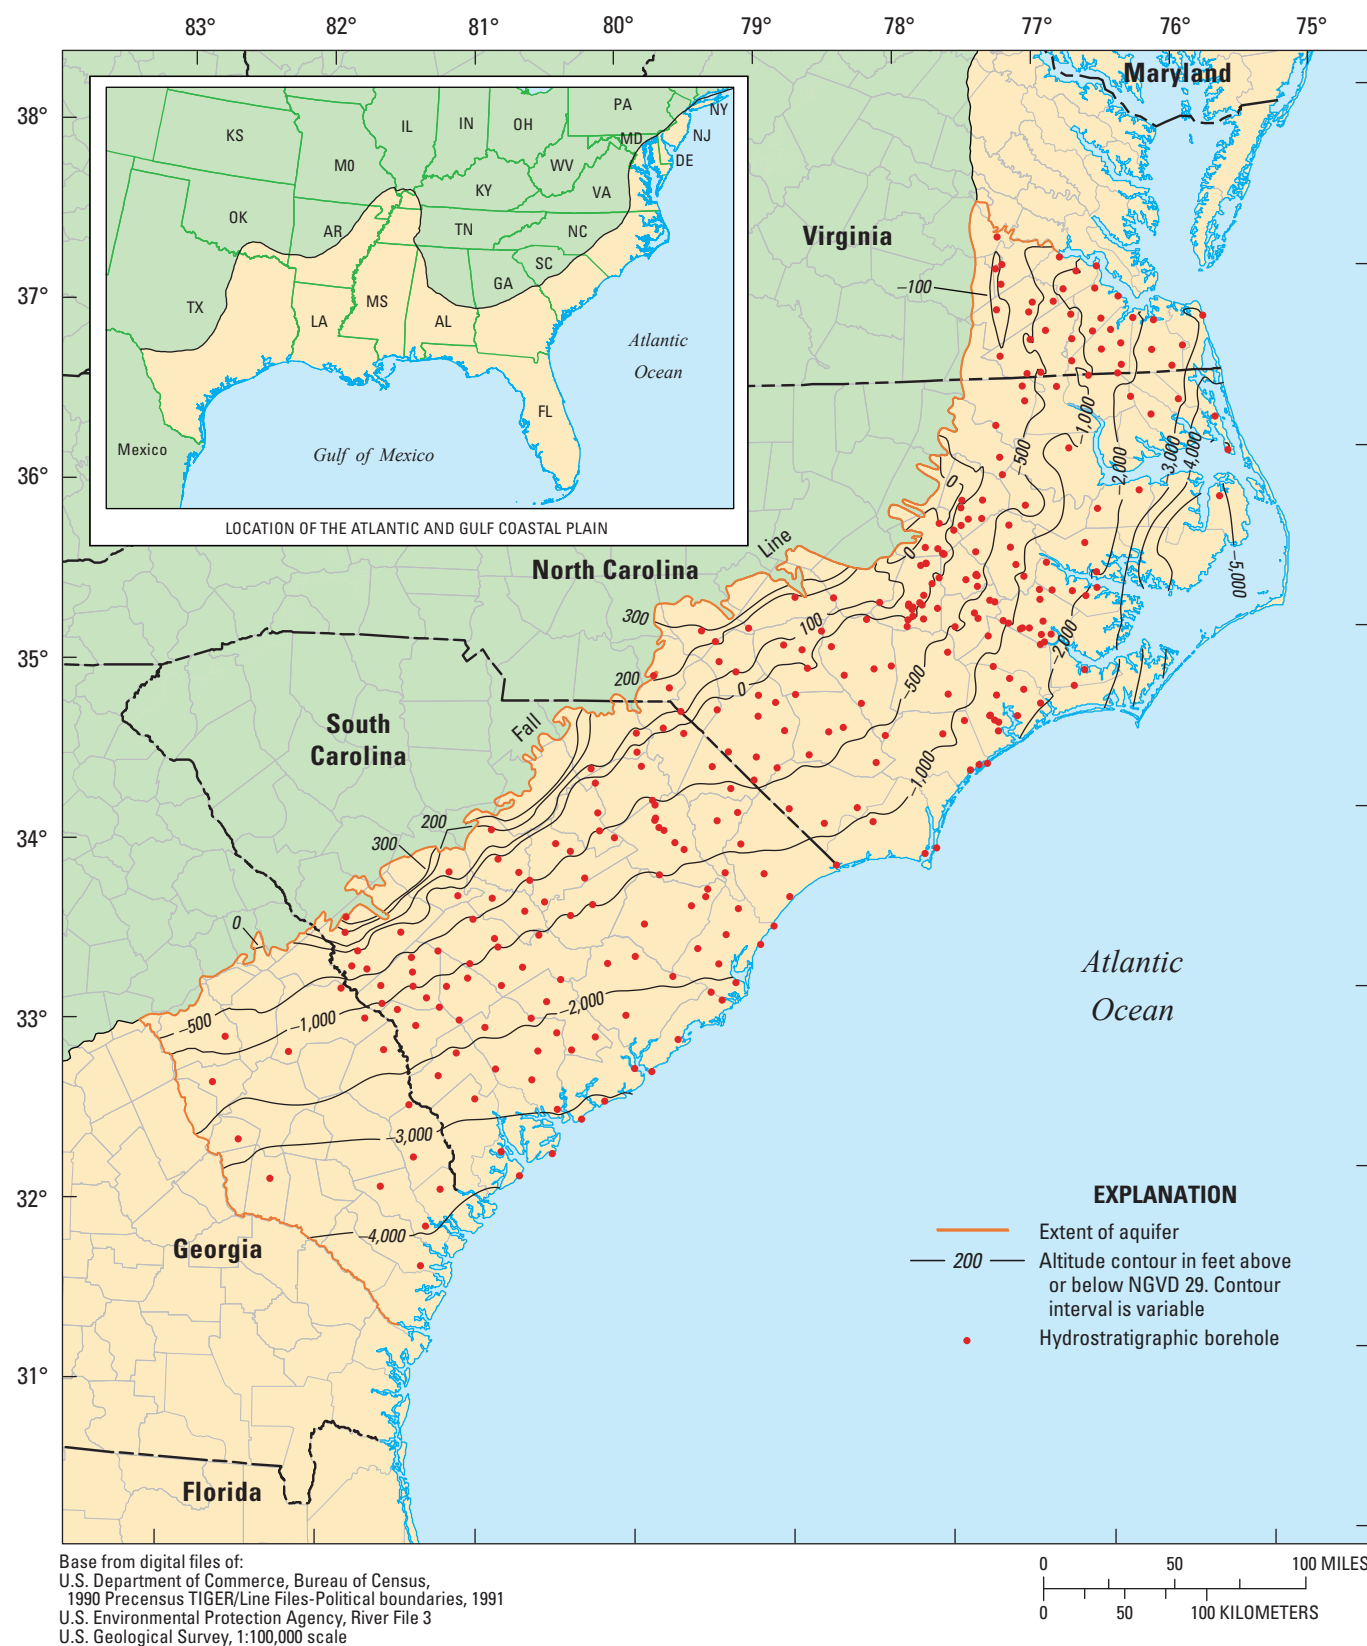 83° 82° 81° 80° 79° 78° 77° 76° 75°
38°
37°
36°
35°
34°
33°
32°
31°
Maryland
Virginia
North Carolina
South
Carolina
Georgia
Florida
Fall
Line
Atlantic
Ocean
KS
MO
IL
IN
OH
PA
NY
NJ
MD
DE
WV
VA
KY
OK
AR
TN
NC
SC
GA
TX
LA
MS
AL
FL
Mexico
Gulf of Mexico
Atlantic
Ocean
LOCATION OF THE ATLANTIC AND GULF COASTAL PLAIN
–100
–500
–1,000
–2,000
–3,000
–4,000
–5,000
0
0
300
100
200
0
–500
–2,000
–1,000
200
300
0
–500
–1,000
–2,000
–3,000
–4,000
EXPLANATION
Extent of aquifer
200
Altitude contour in feet above
or below NGVD 29. Contour
interval is variable
Hydrostratigraphic borehole
Base from digital files of:
U.S. Department of Commerce, Bureau of Census,
1990 Precensus TIGER/Line Files-Political boundaries, 1991
U.S. Environmental Protection Agency, River File 3
U.S. Geological Survey, 1:100,000 scale
0 50 100 MILES
0 50 100 KILOMETERS